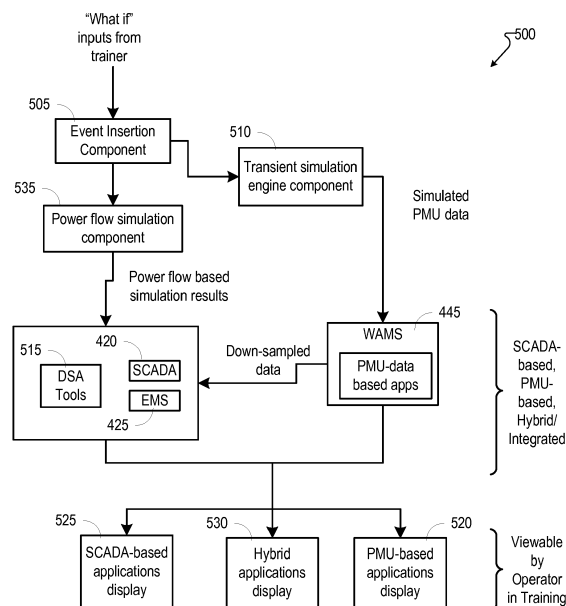 “What if”
inputs from
trainer
500
505
Event Insertion
Component
510
Transient simulation
engine component
535
Power flow simulation
component
Simulated
PMU data
Power flow based
simulation results
445
WAMS
PMU-data
based apps
420
SCADA
515
DSA
Tools
EMS
425
Down-sampled
data
SCADA-
based,
PMU-
based,
Hybrid/
Integrated
525
SCADA-based
applications
display
530
Hybrid
applications
display
520
PMU-based
applications
display
Viewable
by
Operator
in Training